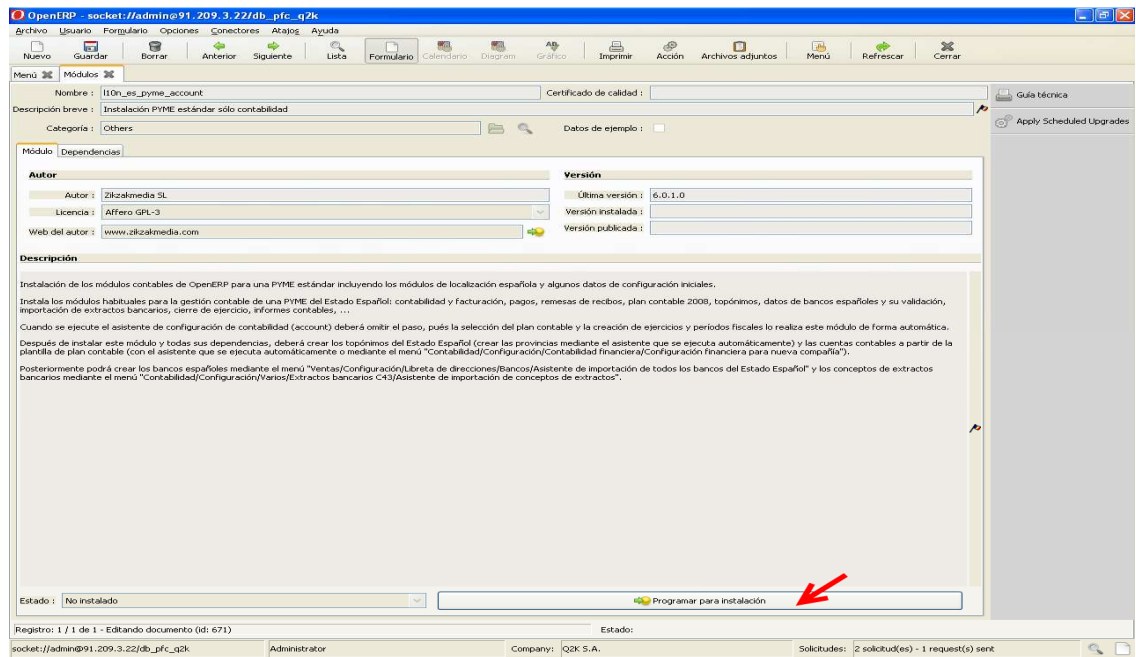 OpenERP - socket://admin@91.209.3.22/db_pfc_q2k
Archivo Usuario Formulario Opciones Conectores Atajos Ayuda
Nuevo Guardar Borrar Anterior Siguiente Lista Formulario Calendario Diagram Gráfico Imprimir Acción Archivos adjuntos Menú Refrescar Cerrar
Menú Módulos
Nombre : l10n_es_pyme_account Certificado de calidad :
Guía técnica
Descripción breve : Instalación PYME estándar sólo contabilidad
Apply Scheduled Upgrades
Categoría : Others Datos de ejemplo :
Módulo Dependencias
Autor Versión
Autor : Zikzakmedia SL Última versión : 6.0.1.0
Licencia : Affero GPL-3 Versión instalada :
Web del autor : www.zikzakmedia.com Versión publicada :
Descripción
Instalación de los módulos contables de OpenERP para una PYME estándar incluyendo los módulos de localización española y algunos datos de configuración iniciales.
Instala los módulos habituales para la gestión contable de una PYME del Estado Español: contabilidad y facturación, pagos, remesas de recibos, plan contable 2008, topónimos, datos de bancos españoles y su validación,
importación de extractos bancarios, cierre de ejercicio, informes contables, ...
Cuando se ejecute el asistente de configuración de contabilidad (account) deberá omitir el paso, pués la selección del plan contable y la creación de ejercicios y períodos fiscales lo realiza este módulo de forma automática.
Después de instalar este módulo y todas sus dependencias, deberá crear los topónimos del Estado Español (crear las provincias mediante el asistente que se ejecuta automáticamente) y las cuentas contables a partir de la
plantilla de plan contable (con el asistente que se ejecuta automáticamente o mediante el menú "Contabilidad/Configuración/Contabilidad financiera/Configuración financiera para nueva compañía").
Posteriormente podrá crear los bancos españoles mediante el menú "Ventas/Configuración/Libreta de direcciones/Bancos/Asistente de importación de todos los bancos del Estado Español" y los conceptos de extractos
bancarios mediante el menú "Contabilidad/Configuración/Varios/Extractos bancarios C43/Asistente de importación de conceptos de extractos".
Estado : No instalado Programar para instalación
Registro: 1 / 1 de 1 - Editando documento (id: 671) Estado:
socket://admin@91.209.3.22/db_pfc_q2k Administrator Company: Q2K S.A. Solicitudes: 2 solicitud(es) - 1 request(s) sent